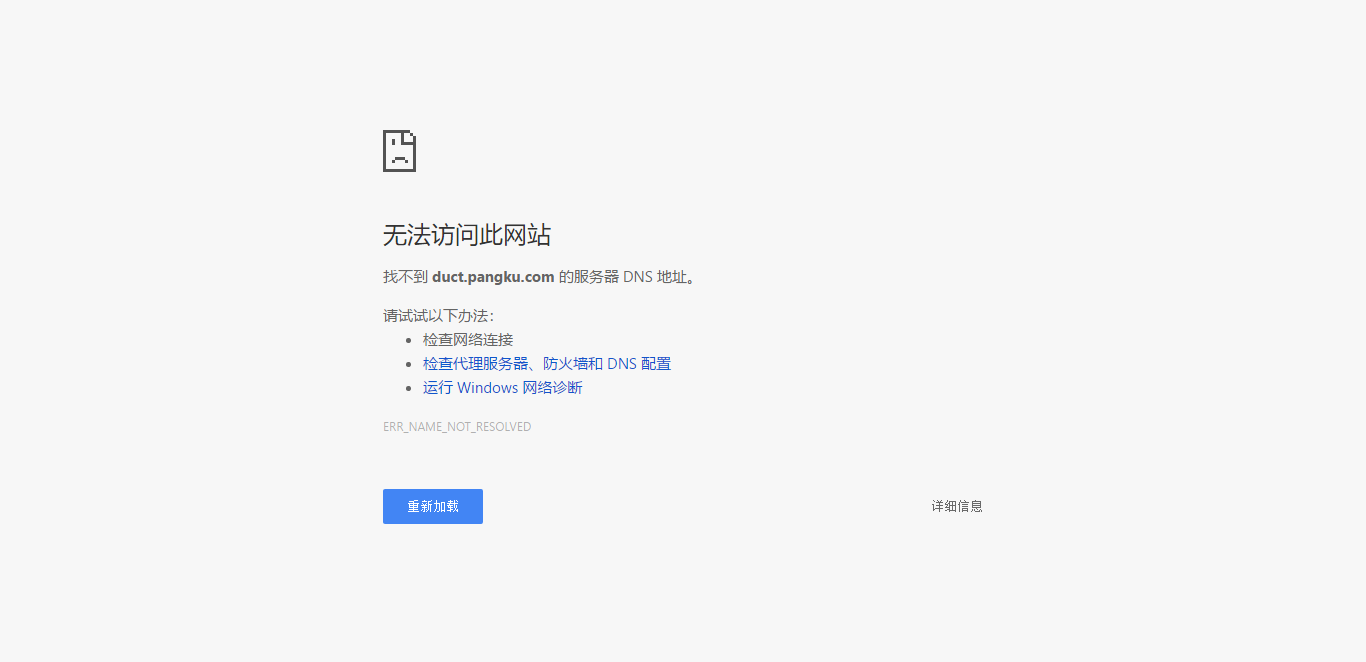 无法访问此网站
找不到 duct.pangku.com 的服务器 DNS 地址。
请试试以下办法：
检查网络连接
检查代理服务器、防火墙和 DNS 配置
运行 Windows 网络诊断
ERR_NAME_NOT_RESOLVED
重新加载
详细信息